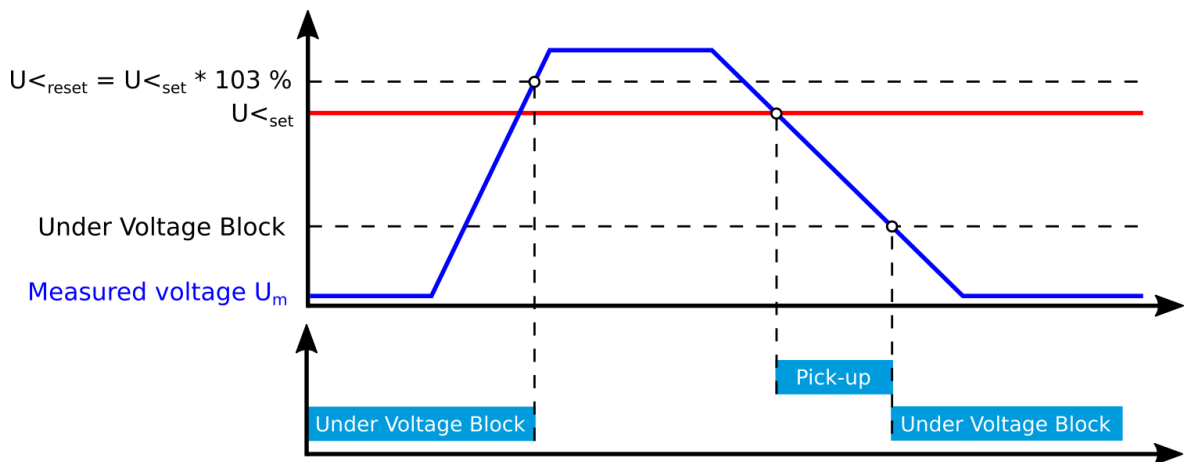 U<reset = U<set * 103 %
U<set
Under Voltage Block
Measured voltage Um
Pick-up
Under Voltage Block
Under Voltage Block